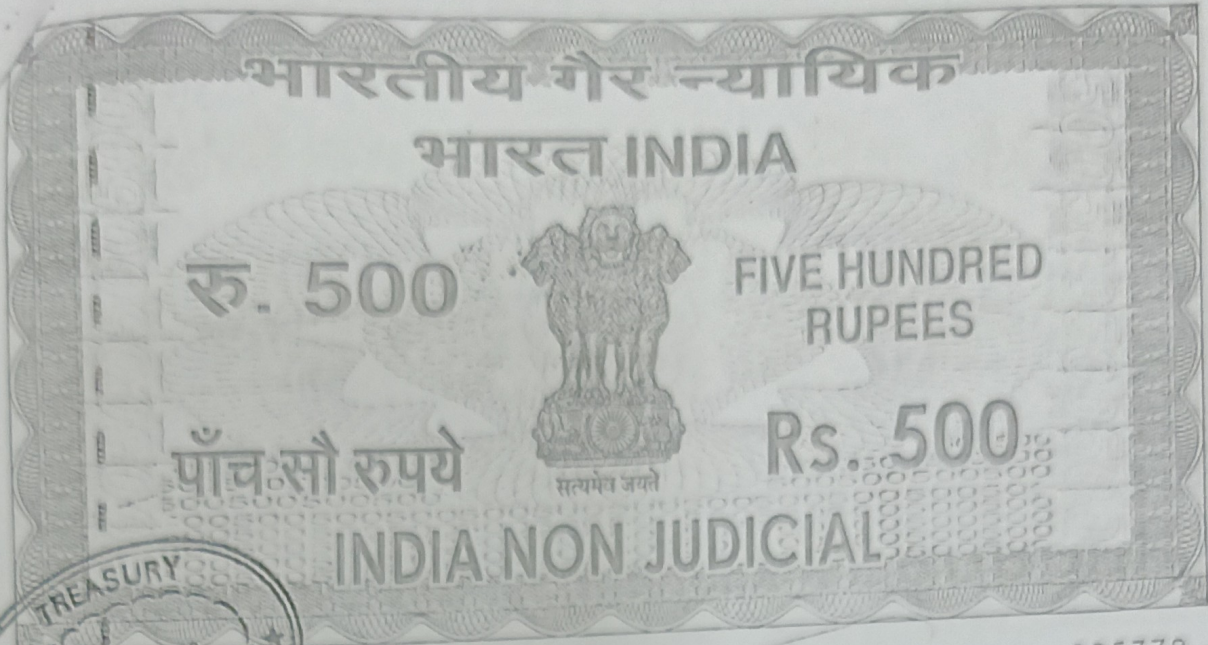 भारतीय गैर न्यायिक
भारत INDIA
रु. 500
FIVE HUNDRED
RUPEES
पाँच सौ रुपये
Rs. 500
सत्यमेव जयते
INDIA NON JUDICIAL
TREASURY